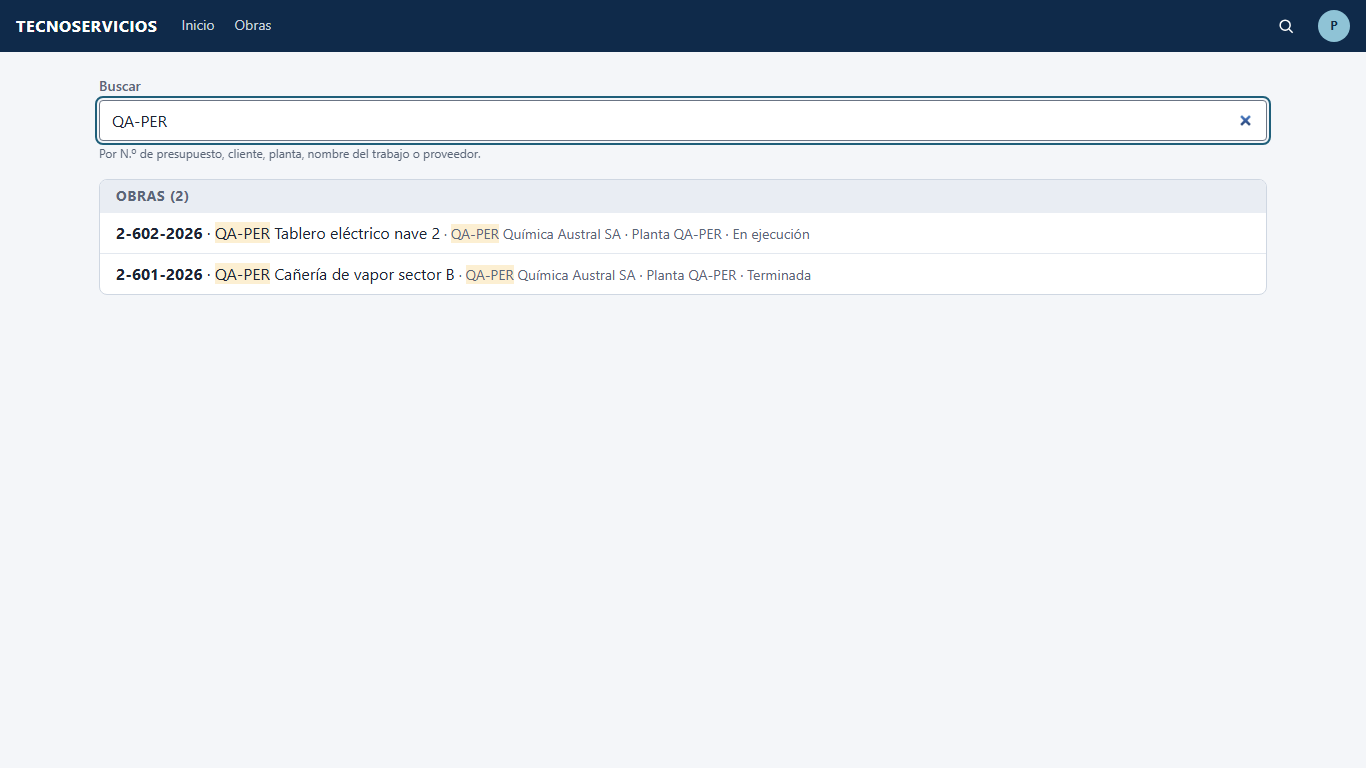 TECNOSERVICIOS Inicio Obras P
Buscar
QA-PER
Por N.º de presupuesto, cliente, planta, nombre del trabajo o proveedor.
OBRAS (2)
2-602-2026 · QA-PER Tablero eléctrico nave 2 · QA-PER Química Austral SA · Planta QA-PER · En ejecución
2-601-2026 · QA-PER Cañería de vapor sector B · QA-PER Química Austral SA · Planta QA-PER · Terminada